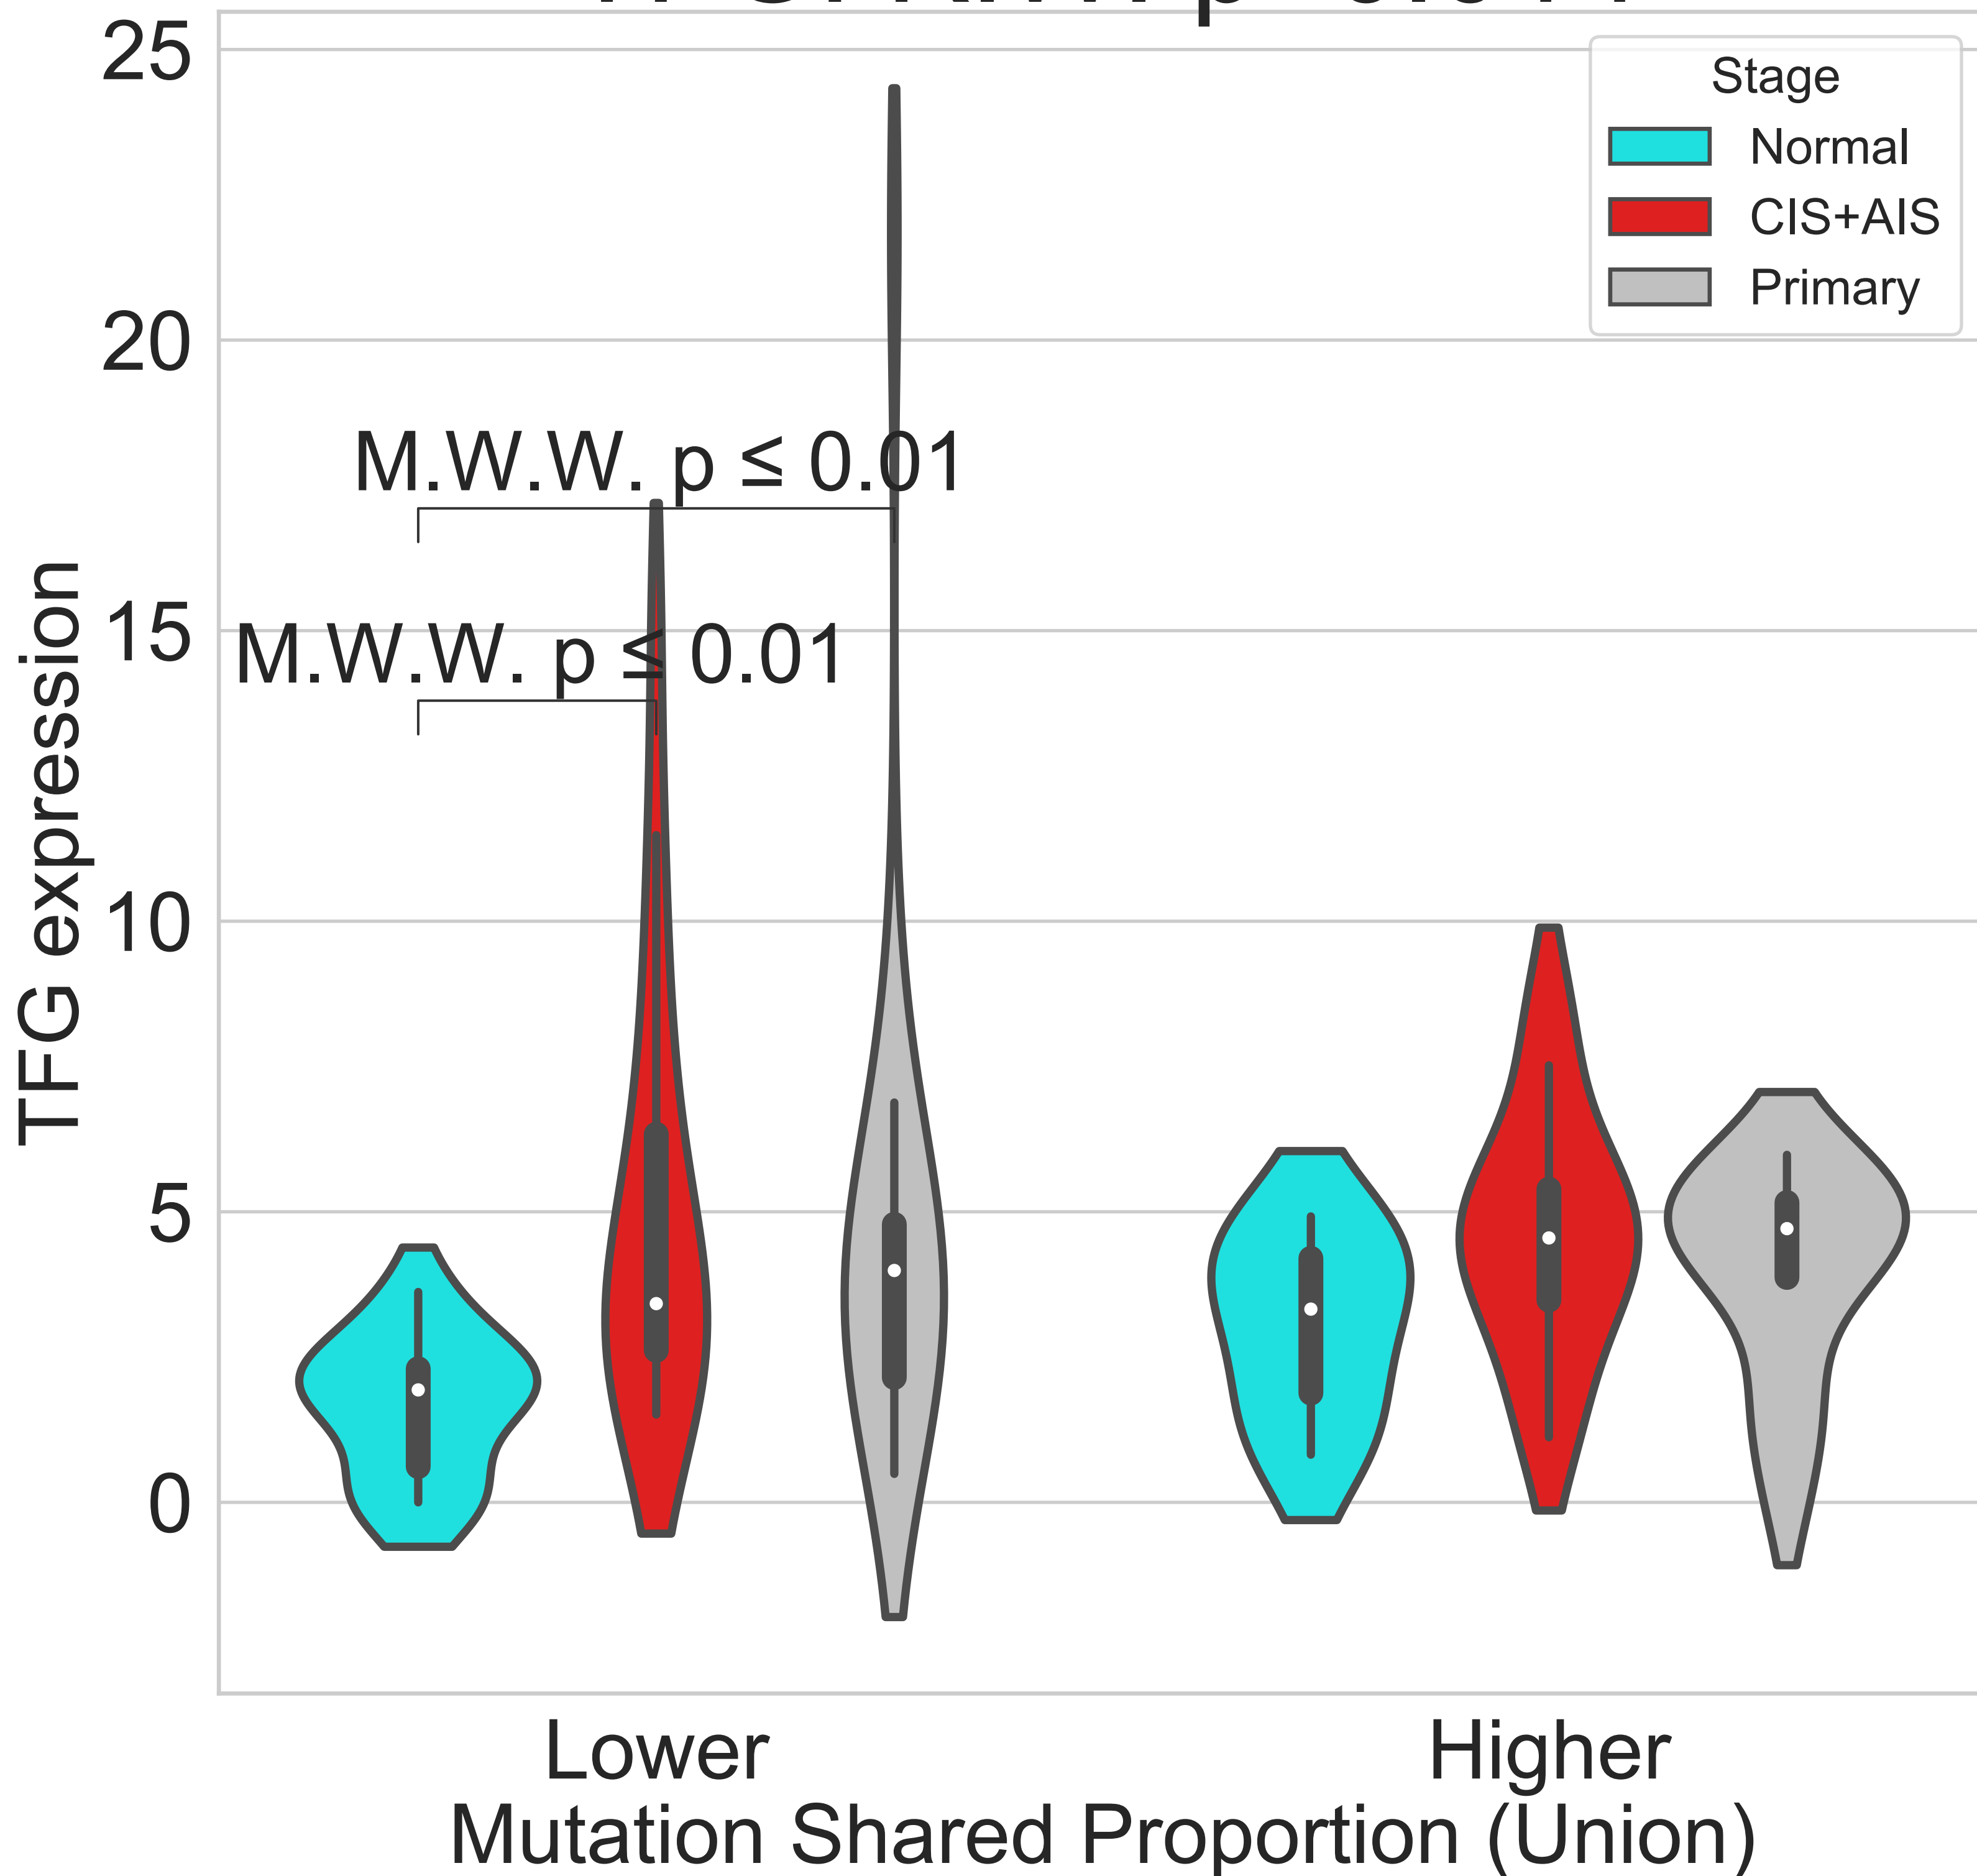 25
20
15
10
5
0
TFG expression
Stage
Normal
CIS+AIS
Primary
M.W.W. p ≤ 0.01
M.W.W. p ≤ 0.01
Lower
Higher
Mutation Shared Proportion (Union)